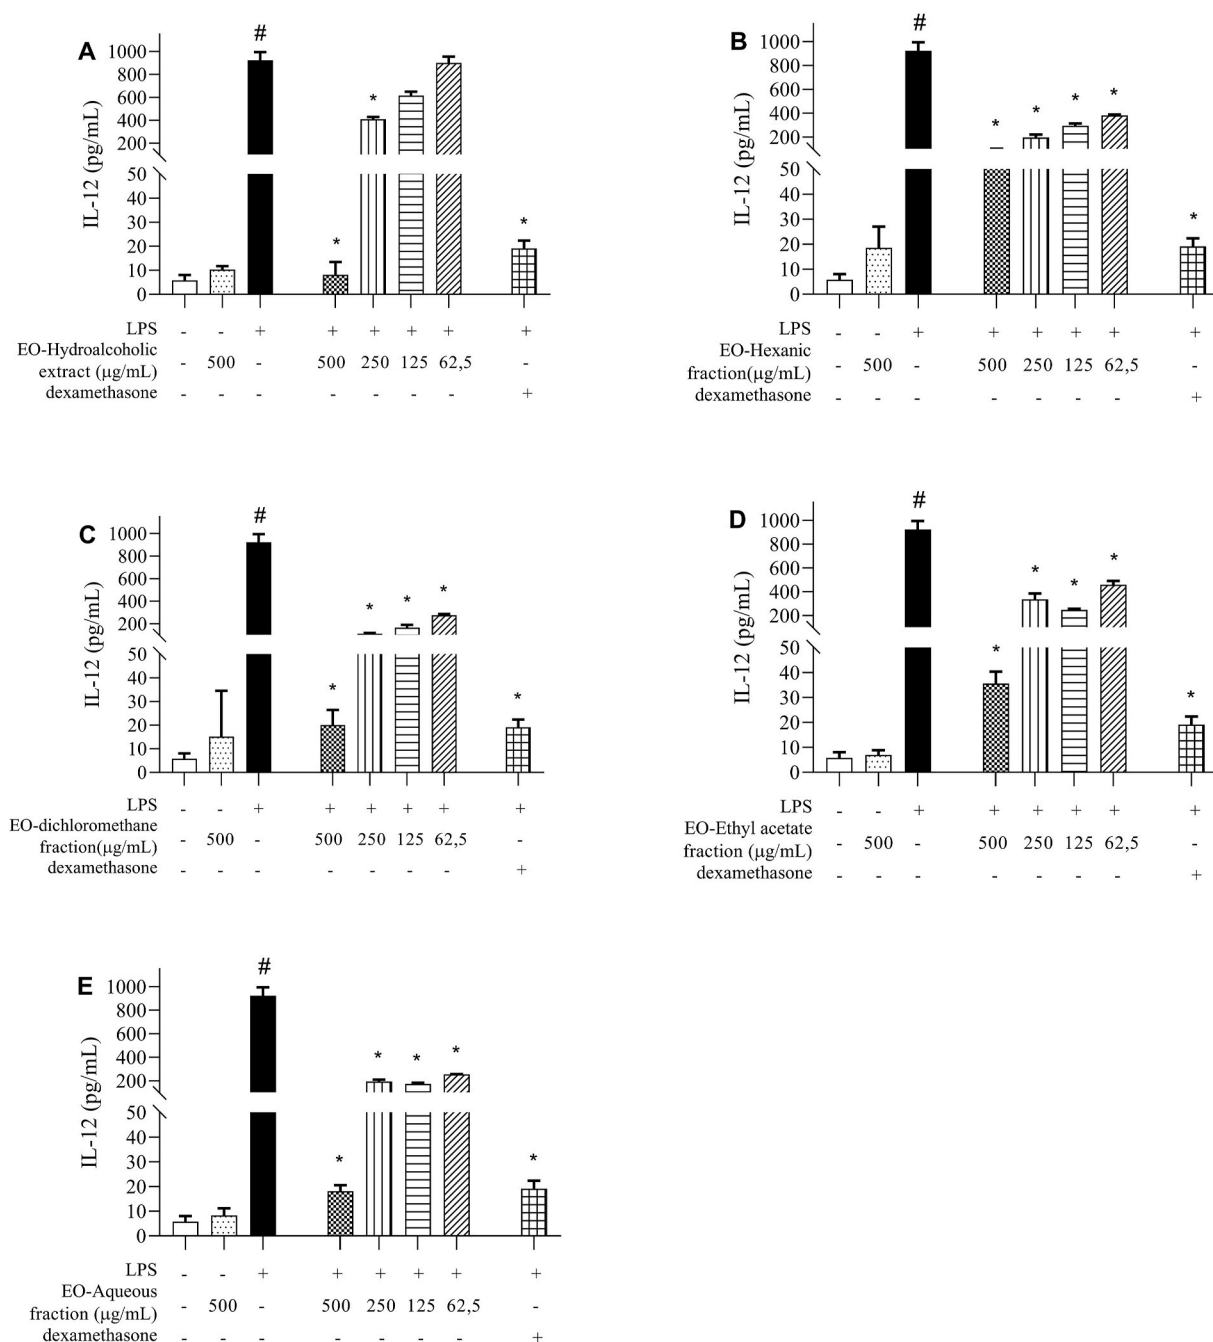 A
#
1000
800
600
400
200
50
40
30
20
10
0
IL-12 (pg/mL)
* * *
LPS - - + + + + + +
EO-Hydroalcoholic
extract (μg/mL) - 500 - 500 250 125 62,5 -
dexamethasone - - - - - - - +
B
#
1000
800
600
400
200
50
40
30
20
10
0
IL-12 (pg/mL)
* * * * *
LPS - - + + + + + +
EO-Hexanic
fraction(μg/mL) - 500 - 500 250 125 62,5 -
dexamethasone - - - - - - - +
C
#
1000
800
600
400
200
50
40
30
20
10
0
IL-12 (pg/mL)
* * * * *
LPS - - + + + + + +
EO-dichloromethane
fraction(μg/mL) - 500 - 500 250 125 62,5 -
dexamethasone - - - - - - - +
D
#
1000
800
600
400
200
50
40
30
20
10
0
IL-12 (pg/mL)
* * * * *
LPS - - + + + + + +
EO-Ethyl acetate
fraction (μg/mL) - 500 - 500 250 125 62,5 -
dexamethasone - - - - - - - +
E
#
1000
800
600
400
200
50
40
30
20
10
0
IL-12 (pg/mL)
* * * * *
LPS - - + + + + + +
EO-Aqueous
fraction (μg/mL) - 500 - 500 250 125 62,5 -
dexamethasone - - - - - - - +